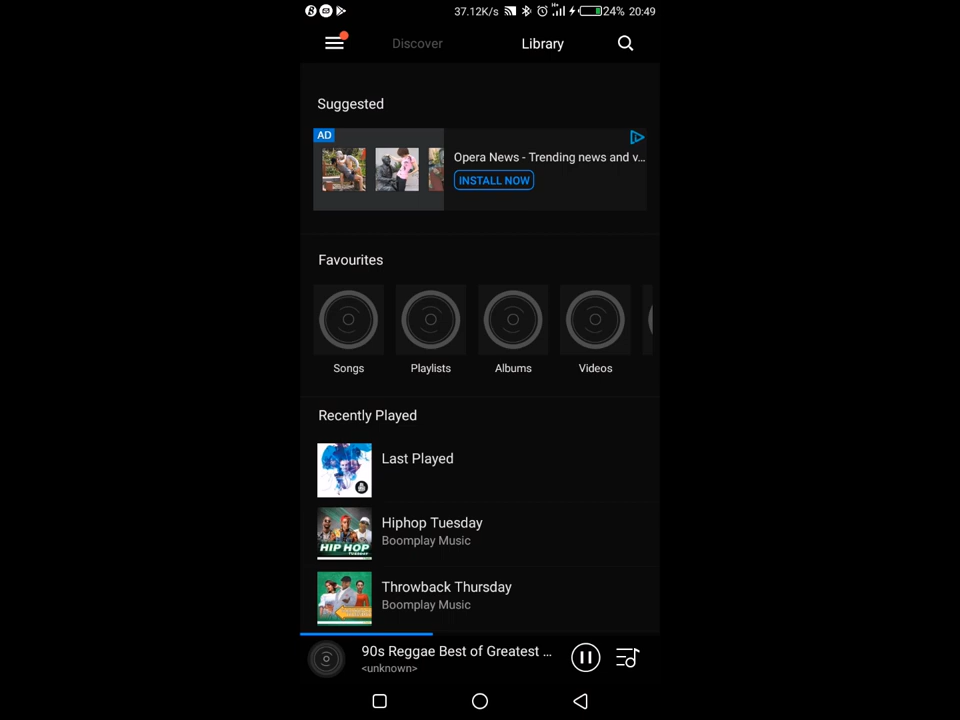 37.12K/s 24% 20:49
Discover Library
Suggested
AD
Opera News - Trending news and v...
INSTALL NOW
Favourites
Songs Playlists Albums Videos
Recently Played
Last Played
Hiphop Tuesday
Boomplay Music
HIP HOP
TUESDAY
Throwback Thursday
Boomplay Music
90s Reggae Best of Greatest ...
<unknown>